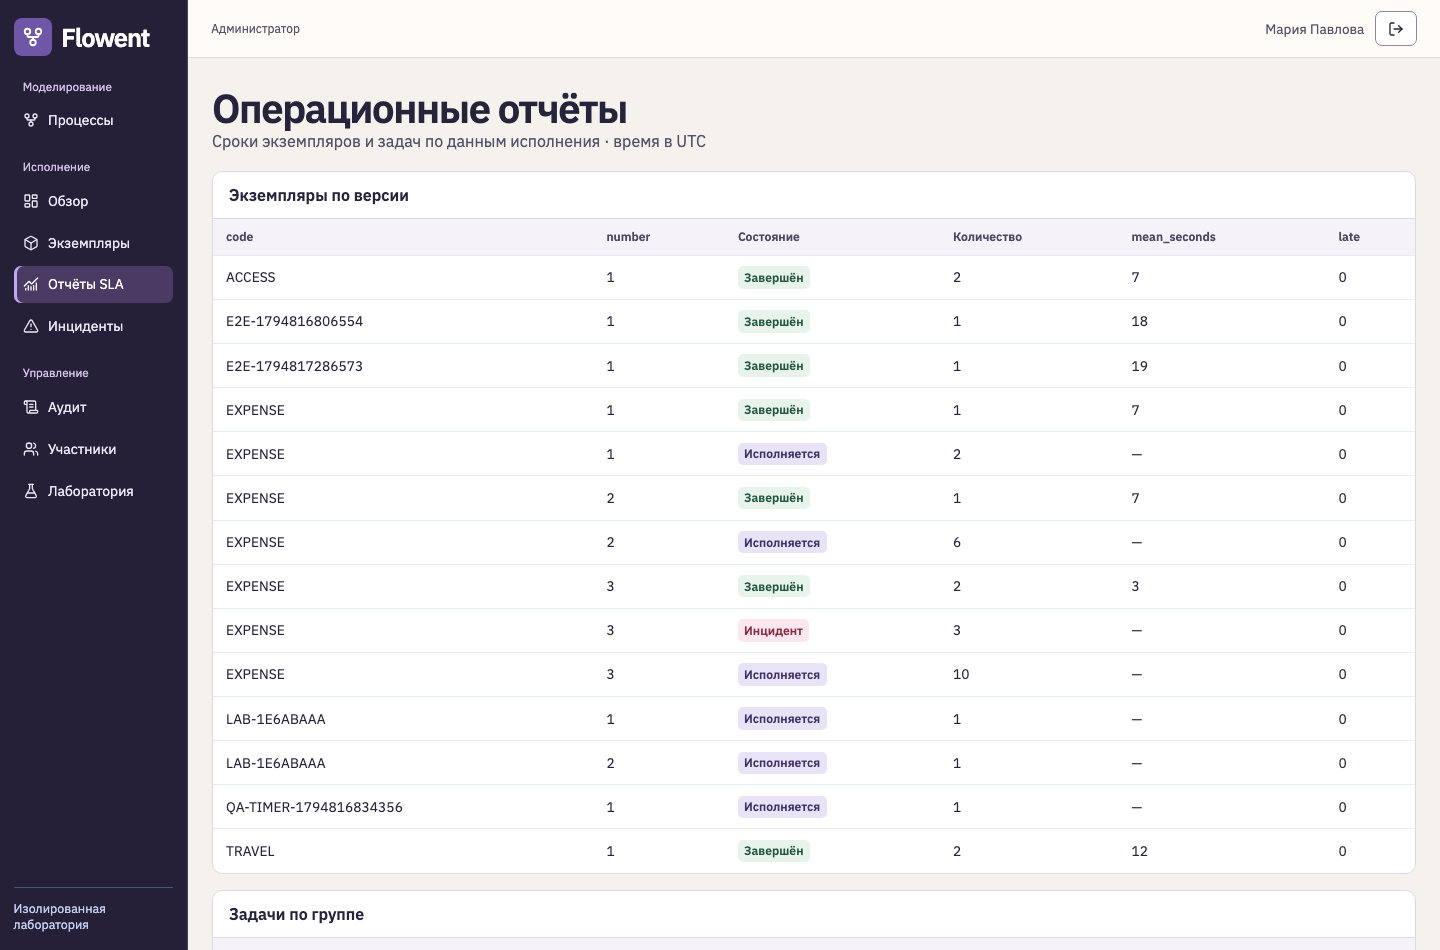 Flowent
Моделирование
Процессы
Исполнение
Обзор
Экземпляры
Отчёты SLA
Инциденты
Управление
Аудит
Участники
Лаборатория
Изолированная
лаборатория
Администратор
Мария Павлова
Операционные отчёты
Сроки экземпляров и задач по данным исполнения · время в UTC
Экземпляры по версии
code number Состояние Количество mean_seconds late
ACCESS 1 Завершён 2 7 0
E2E-1794816806554 1 Завершён 1 18 0
E2E-1794817286573 1 Завершён 1 19 0
EXPENSE 1 Завершён 1 7 0
EXPENSE 1 Исполняется 2 — 0
EXPENSE 2 Завершён 1 7 0
EXPENSE 2 Исполняется 6 — 0
EXPENSE 3 Завершён 2 3 0
EXPENSE 3 Инцидент 3 — 0
EXPENSE 3 Исполняется 10 — 0
LAB-1E6ABAAA 1 Исполняется 1 — 0
LAB-1E6ABAAA 2 Исполняется 1 — 0
QA-TIMER-1794816834356 1 Исполняется 1 — 0
TRAVEL 1 Завершён 2 12 0
Задачи по группе